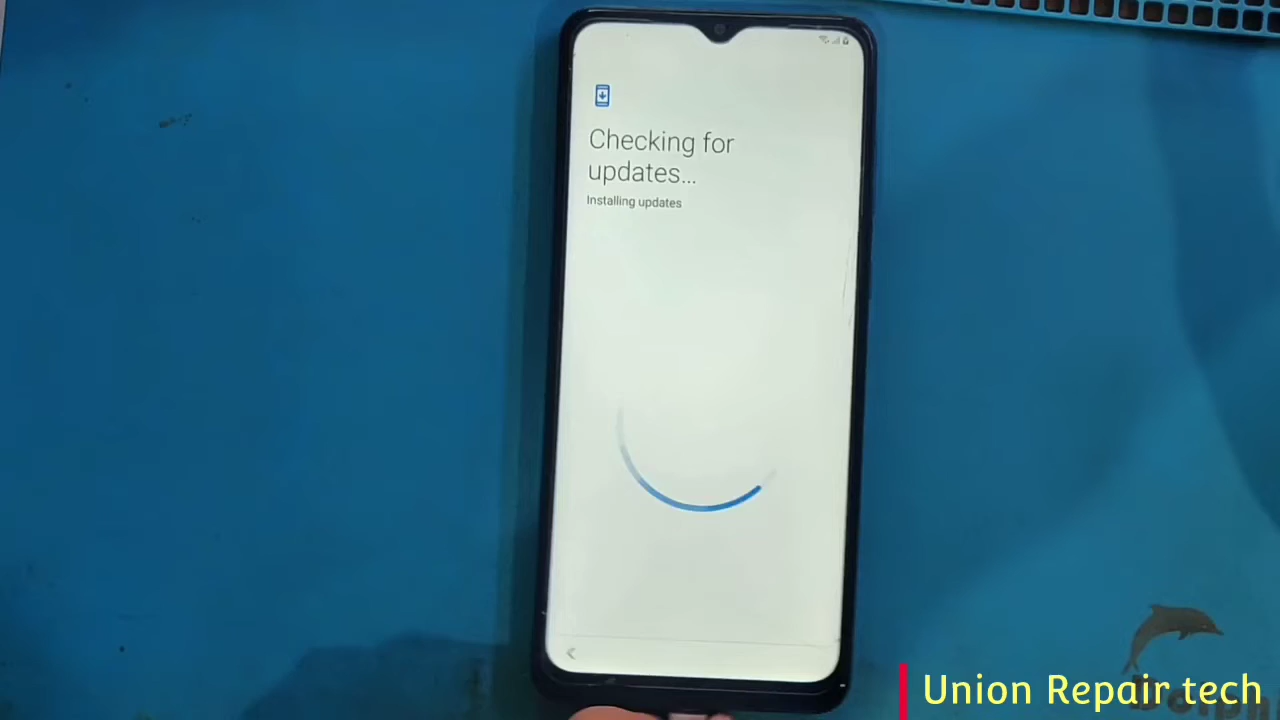 Checking for
updates...
Installing updates
Union Repair tech